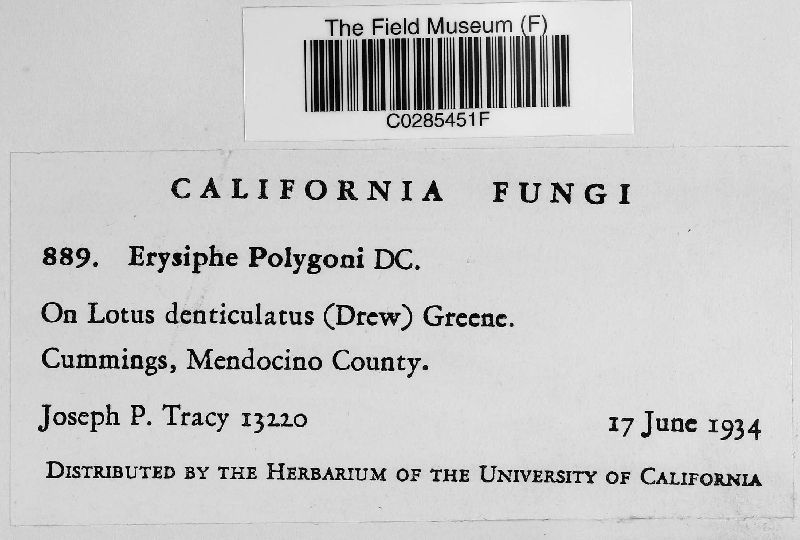 The Field Museum (F)
C0285451F
CALIFORNIA FUNGI
889. Erysiphe Polygoni DC.
On Lotus denticulatus (Drew) Greene.
Cummings, Mendocino County.
Joseph P. Tracy 13220 17 June 1934
DISTRIBUTED BY THE HERBARIUM OF THE UNIVERSITY OF CALIFORNIA